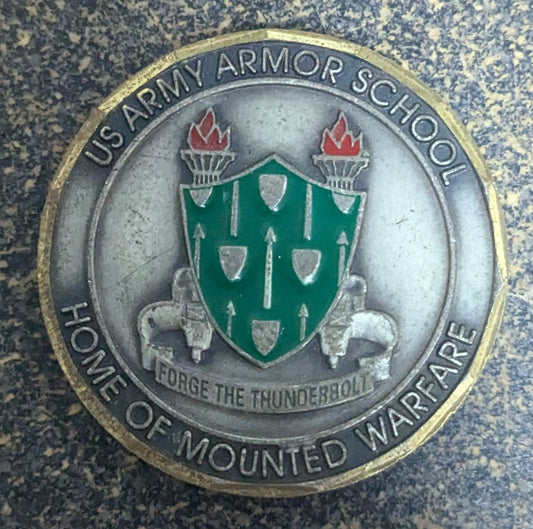 US ARMY ARMOR SCHOOL
FORGE THE THUNDERBOLT
HOME OF MOUNTED WARFARE